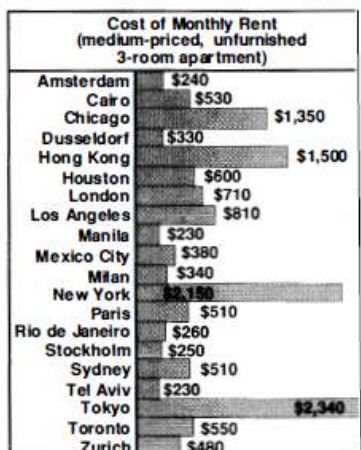 Cost of Monthly Rent
(medium-priced, unfurnished
3-room apartment)
Amsterdam $240
Cairo $530
Chicago $1,350
Dusseldorf $330
Hong Kong $1,500
Houston $600
London $710
Los Angeles $810
Manila $230
Mexico City $380
Milan $340
New York $2,150
Paris $510
Rio de Janeiro $260
Stockholm $250
Sydney $510
Tel Aviv $230
Tokyo $2,340
Toronto $550
Zurich $480